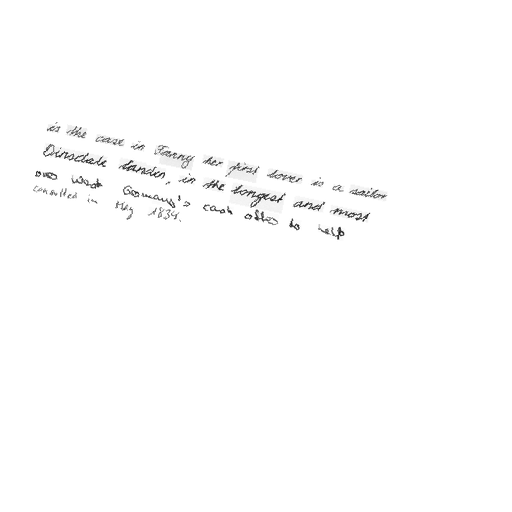 is the case in Fanny her first lover is a sailor
Dinsdale Landen, in the longest and most
over West Germany's cash offer to help
consulted in May 1834.